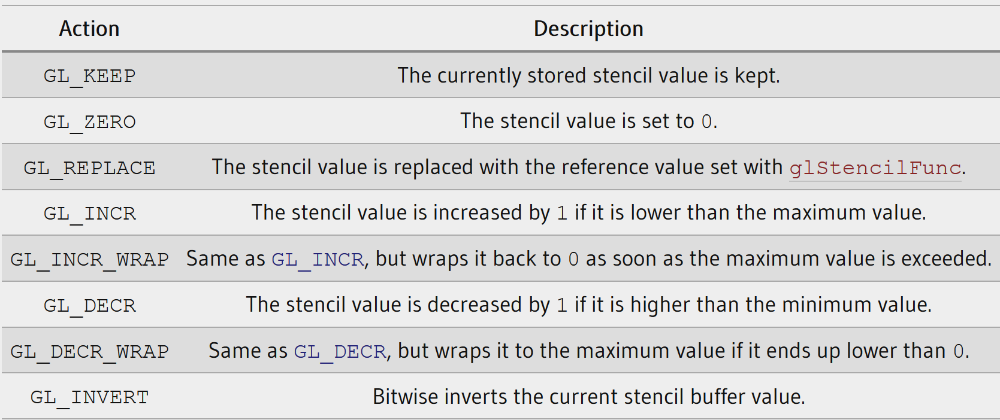 Action Description
GL_KEEP The currently stored stencil value is kept.
GL_ZERO The stencil value is set to 0.
GL_REPLACE The stencil value is replaced with the reference value set with glStencilFunc.
GL_INCR The stencil value is increased by 1 if it is lower than the maximum value.
GL_INCR_WRAP Same as GL_INCR, but wraps it back to 0 as soon as the maximum value is exceeded.
GL_DECR The stencil value is decreased by 1 if it is higher than the minimum value.
GL_DECR_WRAP Same as GL_DECR, but wraps it to the maximum value if it ends up lower than 0.
GL_INVERT Bitwise inverts the current stencil buffer value.